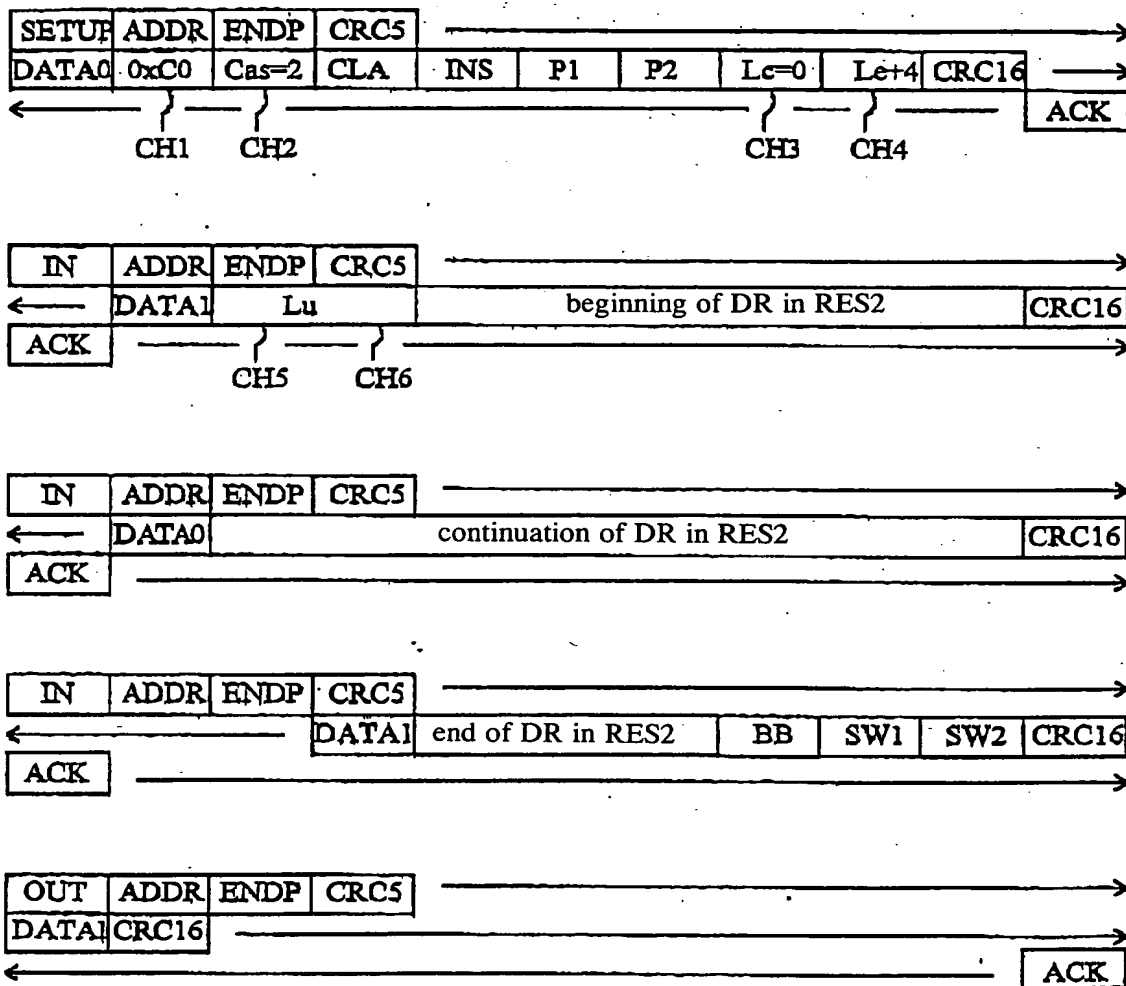 SETUP ADDR ENDP CRC5
DATA0 0xC0 Cas=2 CLA INS P1 P2 Lc=0 Le+4 CRC16
ACK
CH1 CH2 CH3 CH4
IN ADDR ENDP CRC5
DATA1 Lu beginning of DR in RES2 CRC16
ACK
CH5 CH6
IN ADDR ENDP CRC5
DATA0 continuation of DR in RES2 CRC16
ACK
IN ADDR ENDP CRC5
DATA1 end of DR in RES2 BB SW1 SW2 CRC16
ACK
OUT ADDR ENDP CRC5
DATA1 CRC16
ACK